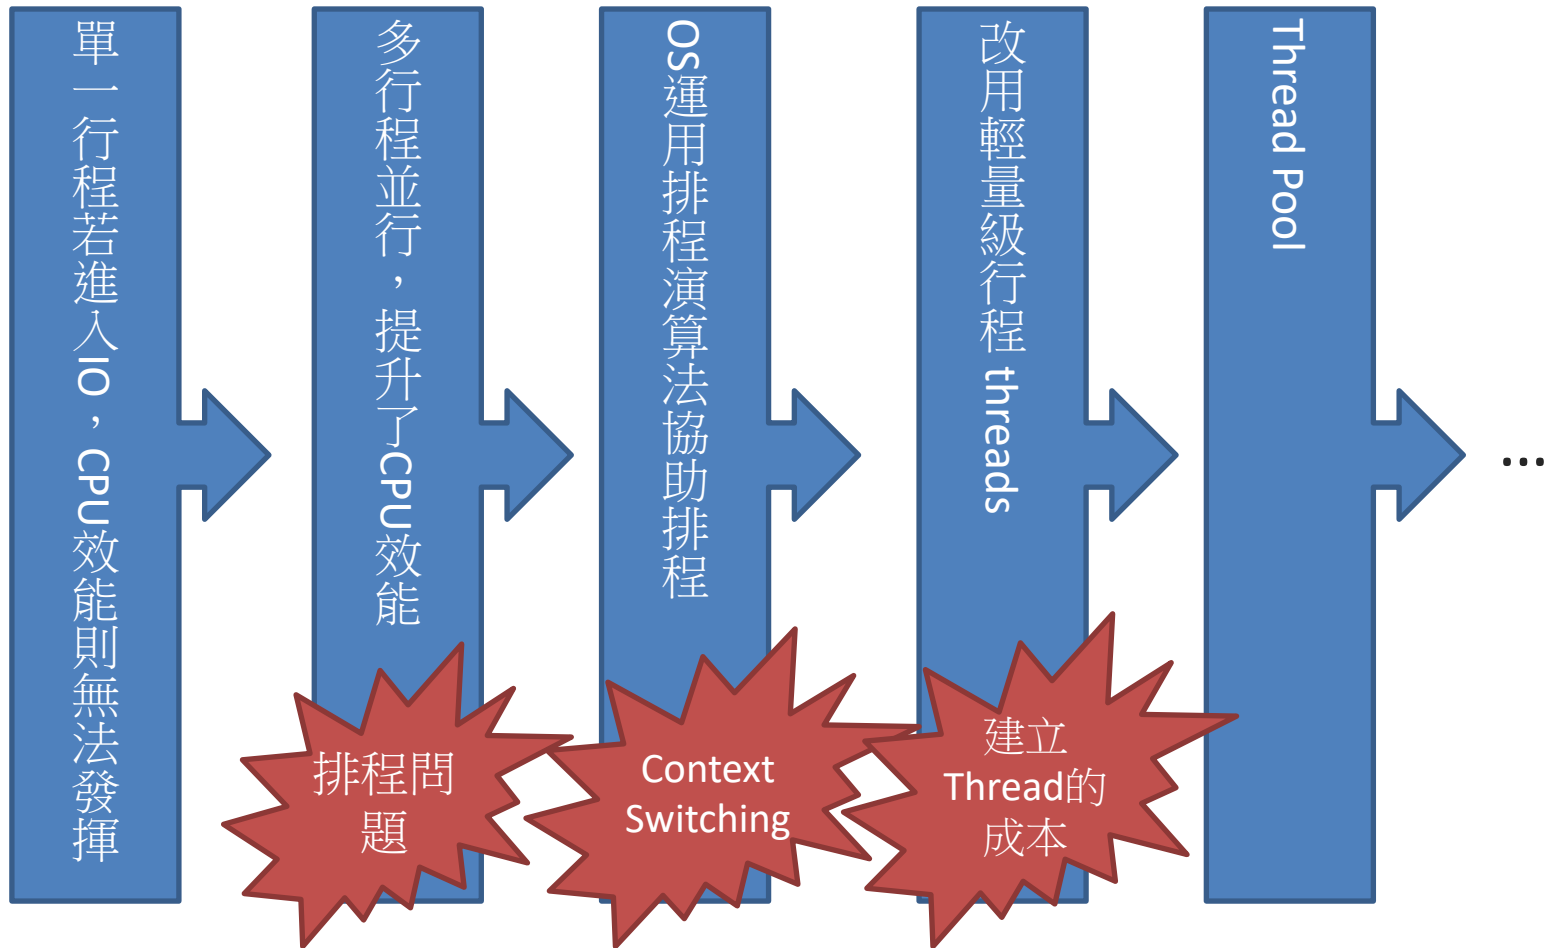 單一行程若進入IO，CPU效能則無法發揮
多行程並行，提升了CPU效能
OS運用排程演算法協助排程
改用輕量級行程 threads
Thread Pool
...
排程問
題
Context
Switching
建立
Thread的
成本